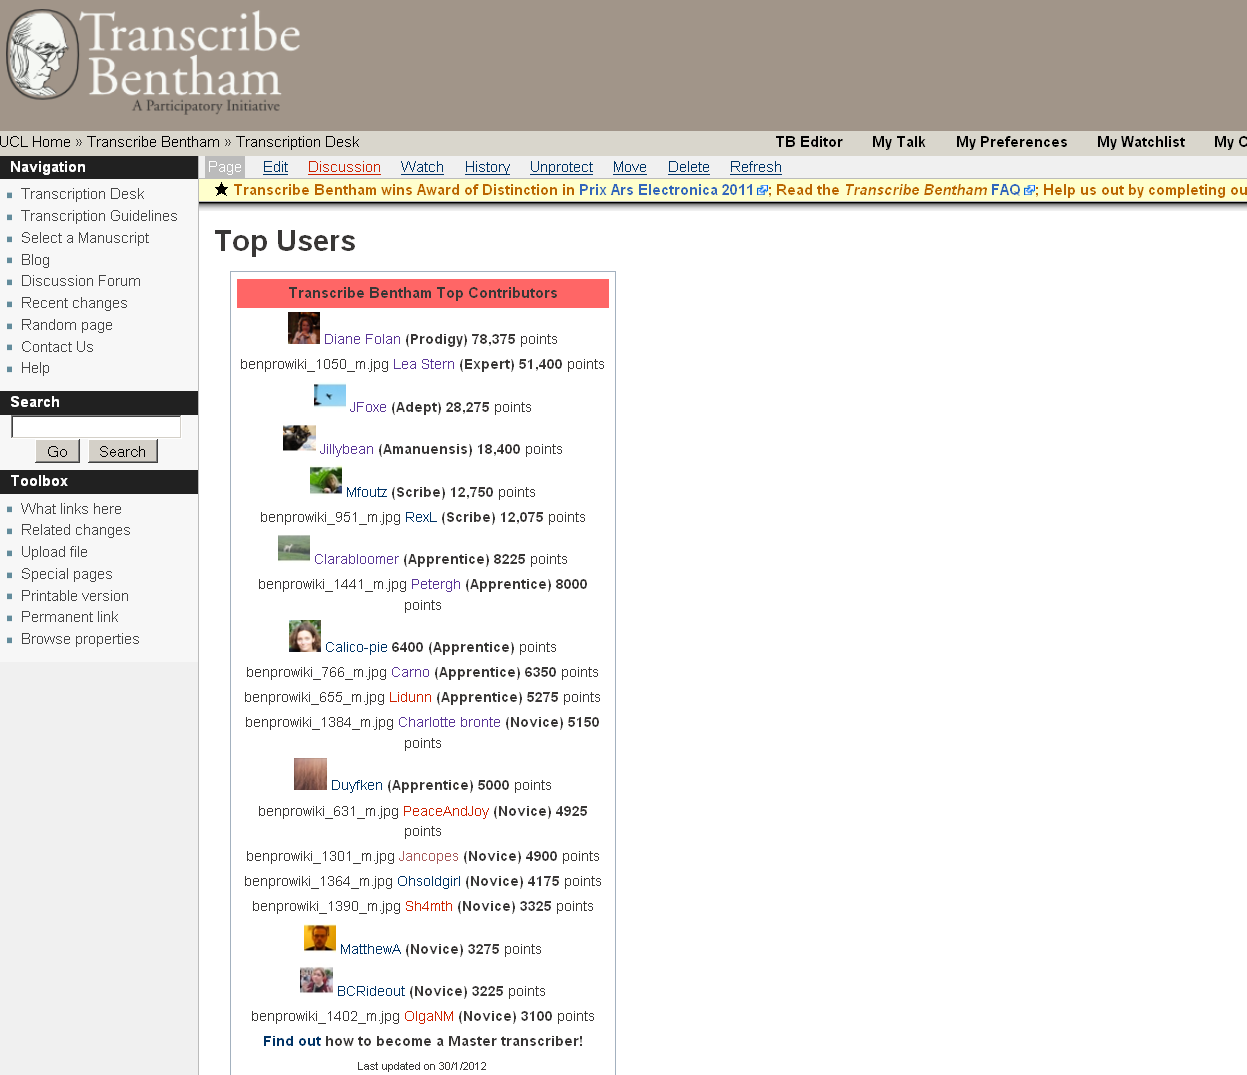 Transcribe
Bentham
A Participatory Initiative
UCL Home » Transcribe Bentham » Transcription Desk
TB Editor My Talk My Preferences My Watchlist My C
Navigation
Transcription Desk
Transcription Guidelines
Select a Manuscript
Blog
Discussion Forum
Recent changes
Random page
Contact Us
Help
Search
Go Search
Toolbox
What links here
Related changes
Upload file
Special pages
Printable version
Permanent link
Browse properties
Page Edit Discussion Watch History Unprotect Move Delete Refresh
Transcribe Bentham wins Award of Distinction in Prix Ars Electronica 2011; Read the Transcribe Bentham FAQ; Help us out by completing ou
Top Users
Transcribe Bentham Top Contributors
Diane Folan (Prodigy) 78,375 points
benprowiki_1050_m.jpg Lea Stern (Expert) 51,400 points
JFoxe (Adept) 28,275 points
Jillybean (Amanuensis) 18,400 points
Mfoutz (Scribe) 12,750 points
benprowiki_951_m.jpg RexL (Scribe) 12,075 points
Clarabloomer (Apprentice) 8225 points
benprowiki_1441_m.jpg Petergh (Apprentice) 8000
points
Calico-pie 6400 (Apprentice) points
benprowiki_766_m.jpg Carno (Apprentice) 6350 points
benprowiki_655_m.jpg Lidunn (Apprentice) 5275 points
benprowiki_1384_m.jpg Charlotte bronte (Novice) 5150
points
Duyfken (Apprentice) 5000 points
benprowiki_631_m.jpg PeaceAndJoy (Novice) 4925
points
benprowiki_1301_m.jpg Jancopes (Novice) 4900 points
benprowiki_1364_m.jpg Ohsoldgirl (Novice) 4175 points
benprowiki_1390_m.jpg Sh4mth (Novice) 3325 points
MatthewA (Novice) 3275 points
BCRideout (Novice) 3225 points
benprowiki_1402_m.jpg OlgaNM (Novice) 3100 points
Find out how to become a Master transcriber!
Last updated on 30/1/2012